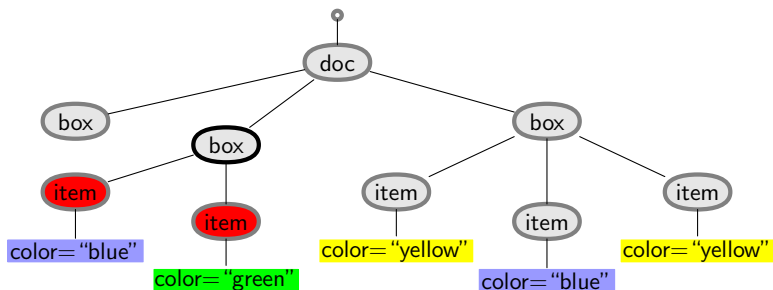 doc
box
box
box
item
item
item
item
item
color=“blue”
color=“green”
color=“yellow”
color=“blue”
color=“yellow”